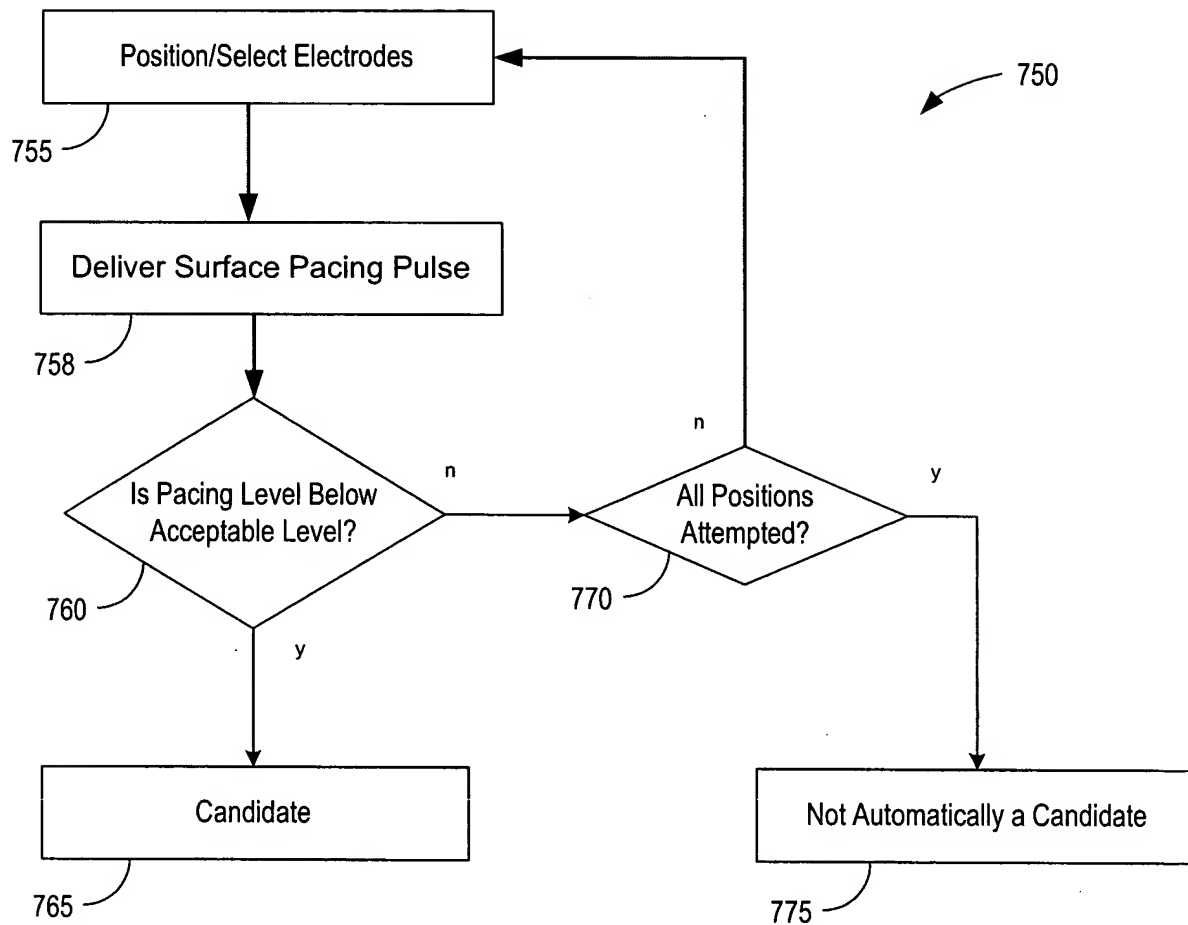 Position/Select Electrodes
750
755
Deliver Surface Pacing Pulse
758
n
n
y
Is Pacing Level Below
Acceptable Level?
All Positions
Attempted?
760
770
y
Candidate
Not Automatically a Candidate
765
775